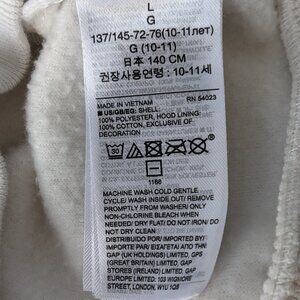 L
G
137/145-72-76(10-11лет)
G (10-11)
日本 140 CM
권장사용연령 : 10-11세
MADE IN VIETNAM RN 54023
■ US/GB/EG: SHELL:
100% POLYESTER, HOOD LINING:
100% COTTON, EXCLUSIVE OF
DECORATION
30
1166
MACHINE WASH COLD GENTLE
CYCLE/ WASH INSIDE OUT/ REMOVE
PROMPTLY FROM WASHER/ ONLY
NON-CHLORINE BLEACH WHEN
NEEDED/ DRY FLAT/ DO NOT IRON/ DO
NOT DRY CLEAN
DISTRIBUIDO POR/IMPORTED BY
IMPORTE PAR/ ΕΙΣΑΓΕΤΑΙ ΑΠΟ ΤΗΝ:
GAP (UK HOLDINGS) LIMITED, GPS
(GREAT BRITAIN) LIMITED, GAP
STORES (IRELAND) LIMITED, GAP
EUROPE LIMITED, 103 WIGMORE
STREET, LONDON, W1U 1QS